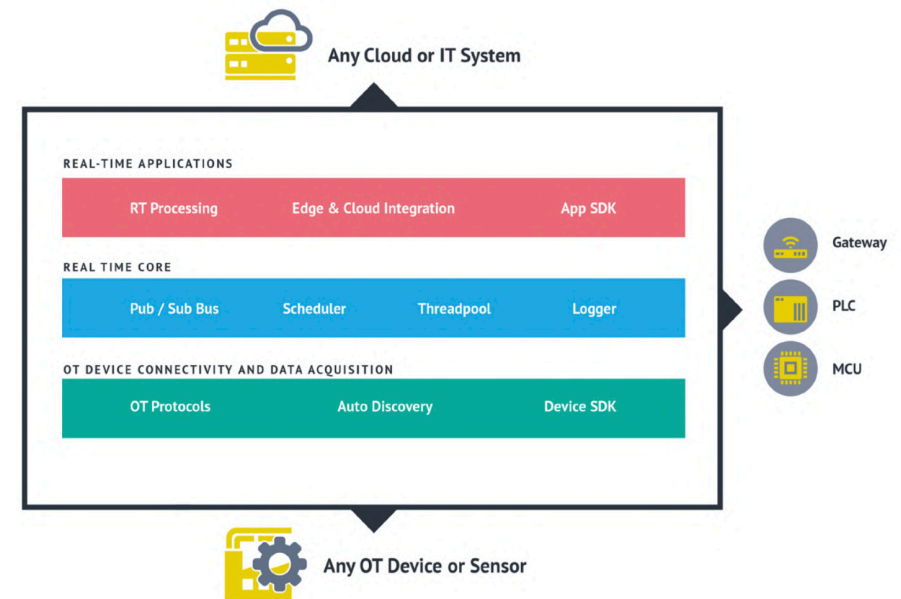 Any Cloud or IT System
REAL-TIME APPLICATIONS
RT Processing Edge & Cloud Integration App SDK
REAL TIME CORE
Pub / Sub Bus Scheduler Threadpool Logger
OT DEVICE CONNECTIVITY AND DATA ACQUISITION
OT Protocols Auto Discovery Device SDK
Gateway
PLC
MCU
Any OT Device or Sensor